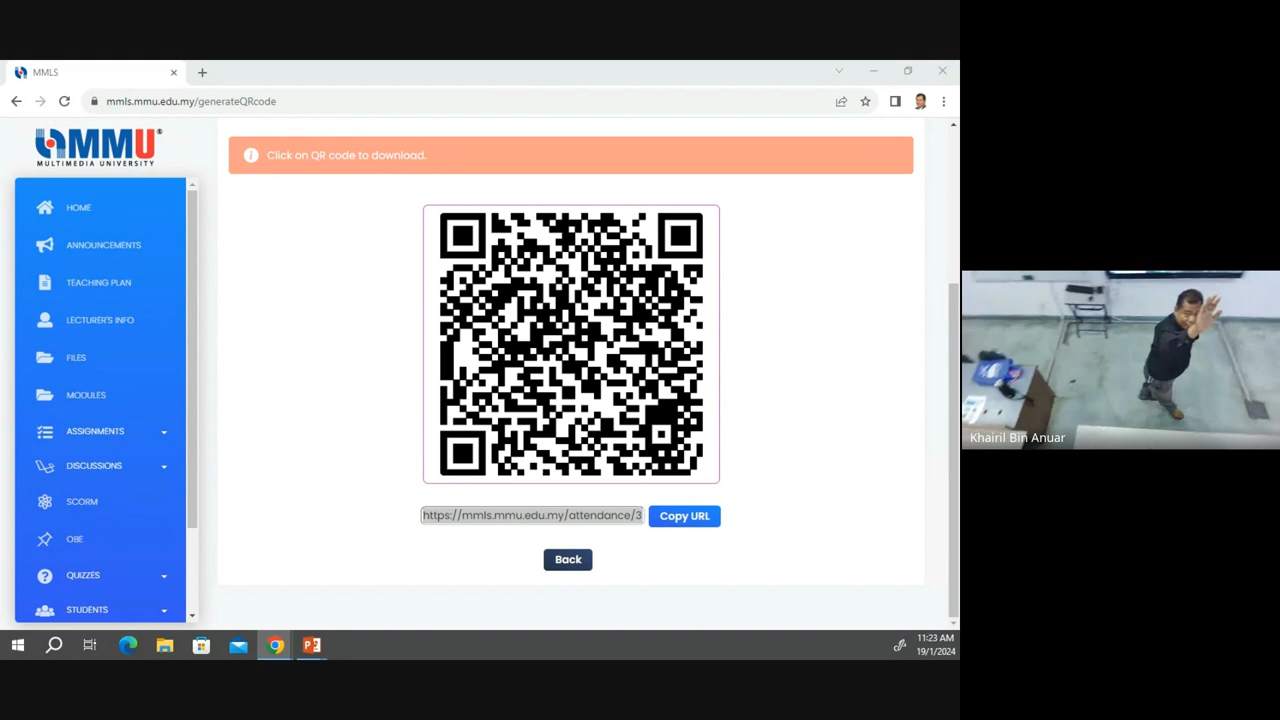 MMLS
mmls.mmu.edu.my/generateQRcode
MMU®
MULTIMEDIA UNIVERSITY
Click on QR code to download.
HOME
ANNOUNCEMENTS
TEACHING PLAN
LECTURER'S INFO
FILES
MODULES
ASSIGNMENTS
DISCUSSIONS
SCORM
OBE
QUIZZES
STUDENTS
https://mmls.mmu.edu.my/attendance/3
Copy URL
Back
Khairil Bin Anuar
11:23 AM
19/1/2024